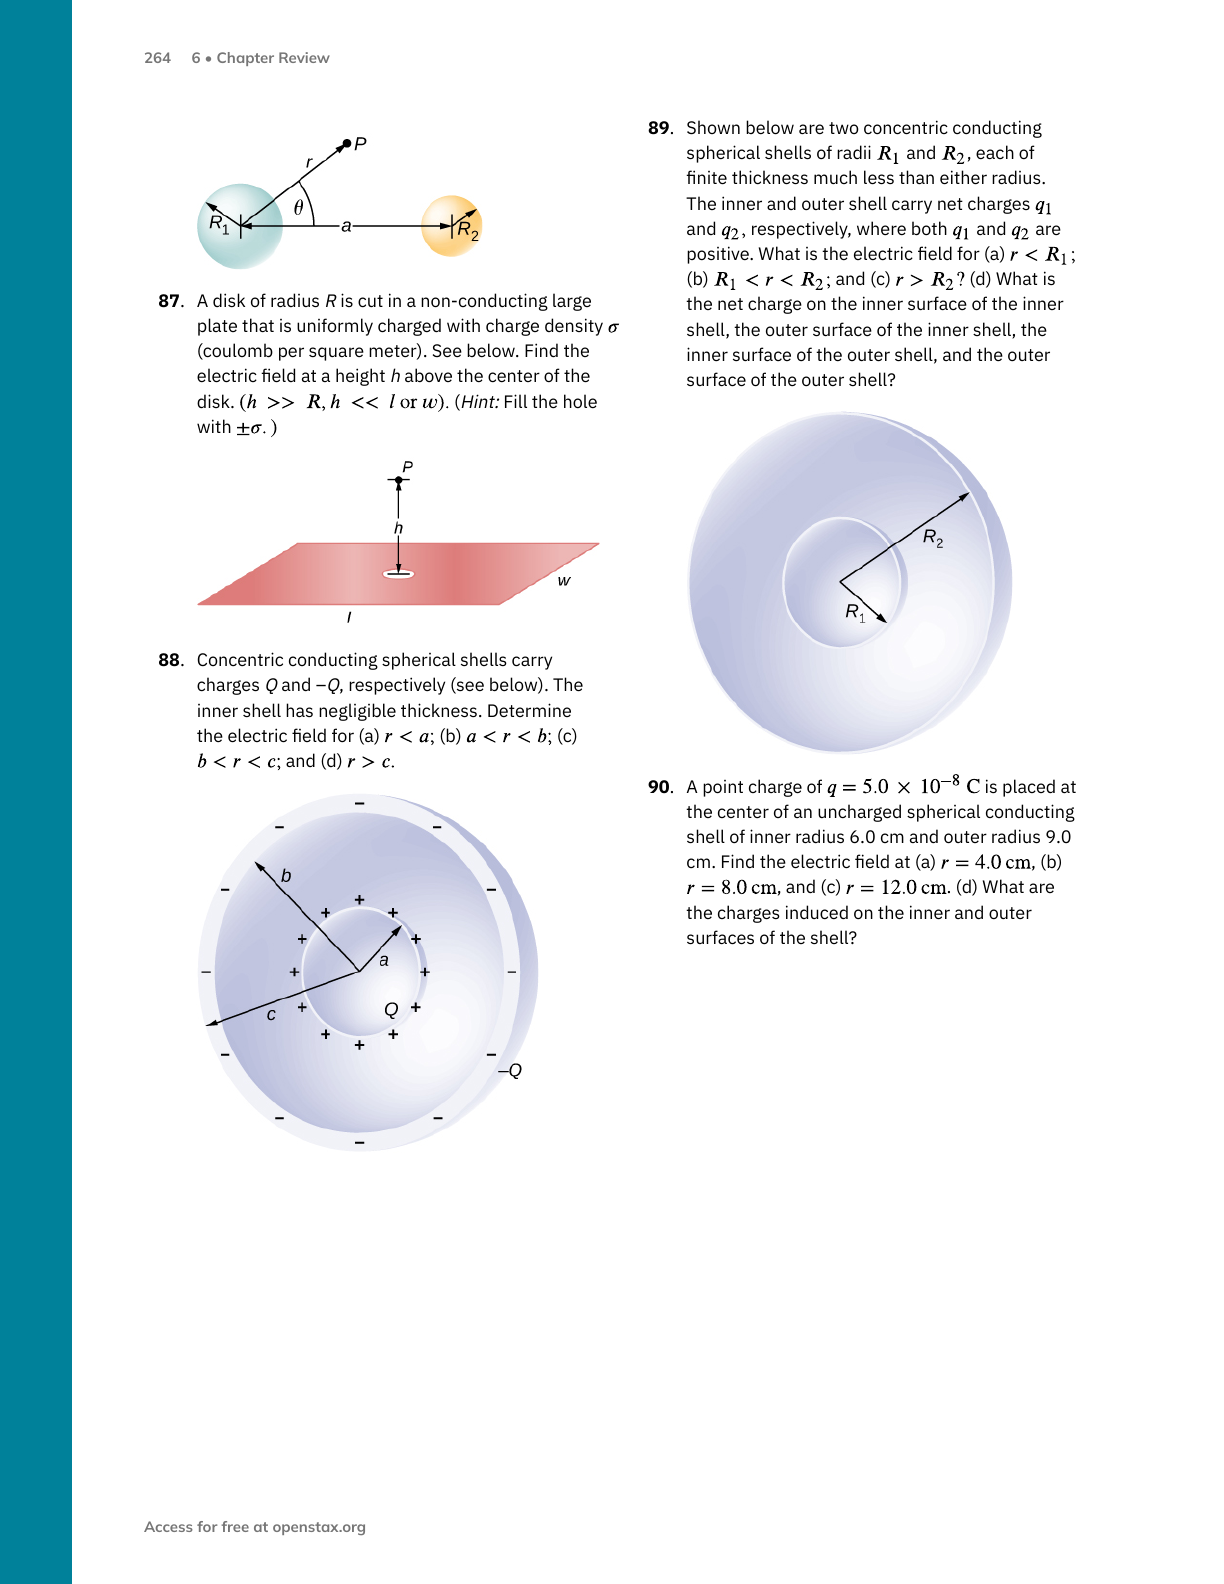 264 6 • Chapter Review
P
r
θ
R1
a
R2
87. A disk of radius R is cut in a non-conducting large
plate that is uniformly charged with charge density σ
(coulomb per square meter). See below. Find the
electric field at a height h above the center of the
disk. (h >> R, h << l or w). (Hint: Fill the hole
with ±σ. )
P
h
w
l
88. Concentric conducting spherical shells carry
charges Q and –Q, respectively (see below). The
inner shell has negligible thickness. Determine
the electric field for (a) r < a; (b) a < r < b; (c)
b < r < c; and (d) r > c.
b
a
c
Q
–Q
89. Shown below are two concentric conducting
spherical shells of radii R1 and R2, each of
finite thickness much less than either radius.
The inner and outer shell carry net charges q1
and q2, respectively, where both q1 and q2 are
positive. What is the electric field for (a) r < R1;
(b) R1 < r < R2; and (c) r > R2? (d) What is
the net charge on the inner surface of the inner
shell, the outer surface of the inner shell, the
inner surface of the outer shell, and the outer
surface of the outer shell?
R2
R1
90. A point charge of q = 5.0 × 10⁻⁸ C is placed at
the center of an uncharged spherical conducting
shell of inner radius 6.0 cm and outer radius 9.0
cm. Find the electric field at (a) r = 4.0 cm, (b)
r = 8.0 cm, and (c) r = 12.0 cm. (d) What are
the charges induced on the inner and outer
surfaces of the shell?
Access for free at openstax.org